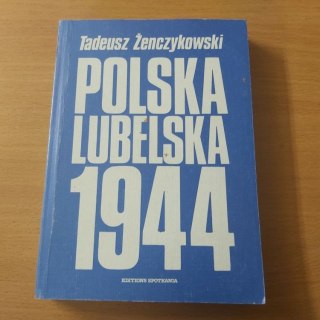 Tadeusz Żenczykowski
POLSKA
LUBELSKA
1944
EDITIONS SPOTKANIA